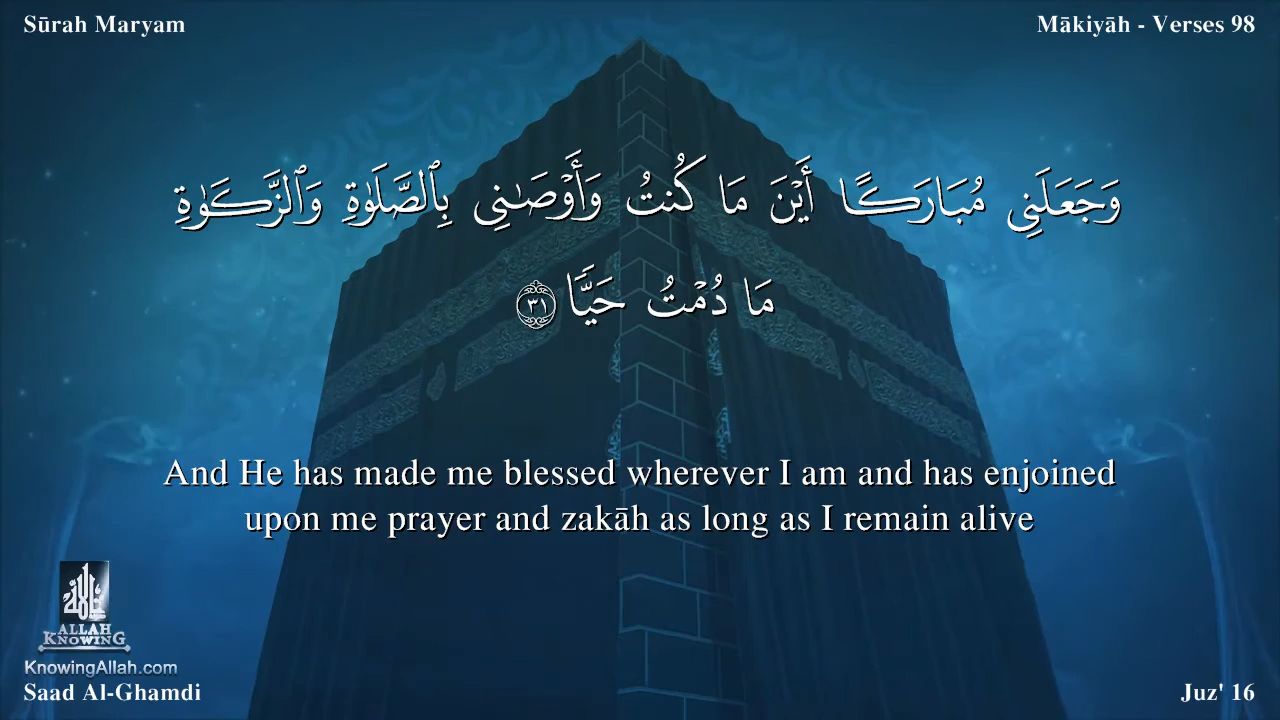 Sūrah Maryam
Mākiyāh - Verses 98
وَجَعَلَنِي مُبَارَكًا أَيْنَ مَا كُنتُ وَأَوْصَٰنِي بِٱلصَّلَوٰةِ وَٱلزَّكَوٰةِ
مَا دُمْتُ حَيًّا ٣١
And He has made me blessed wherever I am and has enjoined
upon me prayer and zakāh as long as I remain alive
الله
ALLAH
KNOWING
KnowingAllah.com
Saad Al-Ghamdi
Juz' 16